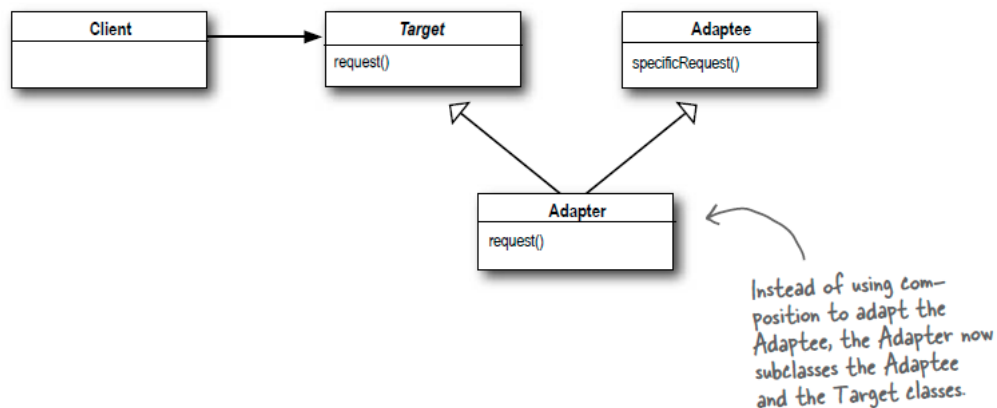 Client
Target
request()
Adaptee
specificRequest()
Adapter
request()
Instead of using com-
position to adapt the
Adaptee, the Adapter now
subclasses the Adaptee
and the Target classes.